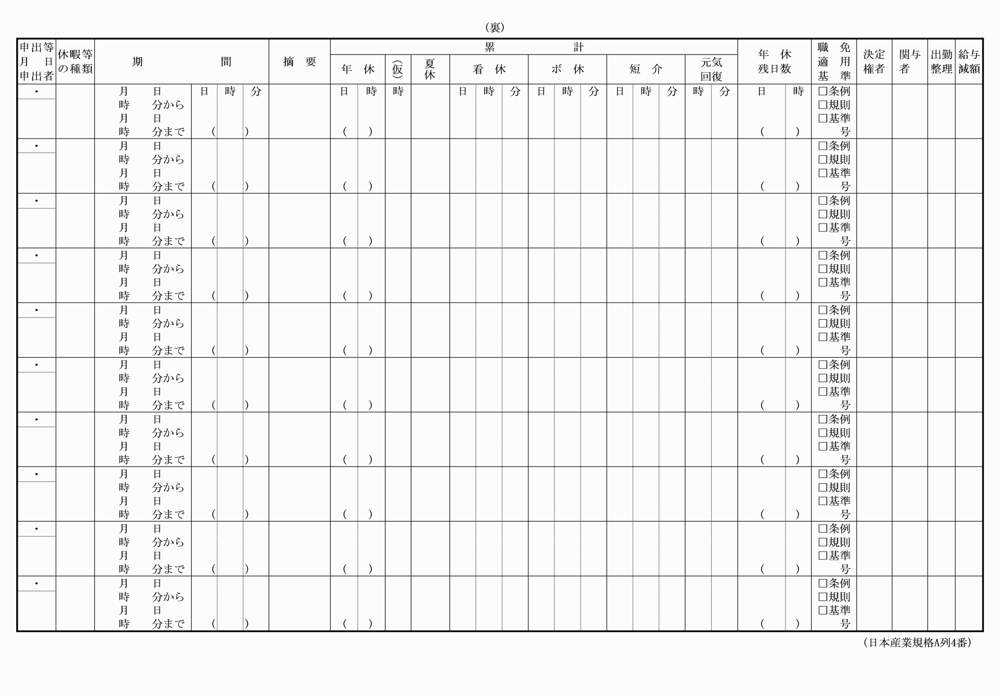 （裏）
申出等 休暇等 期 間 摘 要 累 計 年 休 職 免 決定 関与 出勤 給与
月 日 の種類 年 休 （仮） 夏休 看 休 ボ 休 短 介 元気回復 残日数 適 用 権者 者 整理 減額
申出者 基 準
・ 月 日 日 時 分 日 時 時 日 時 分 日 時 分 日 時 分 時 分 日 時 □条例
時 分から □規則
月 日 □基準
時 分まで （ ） （ ） （ ） 号
・ 月 日 □条例
時 分から □規則
月 日 □基準
時 分まで （ ） （ ） （ ） 号
・ 月 日 □条例
時 分から □規則
月 日 □基準
時 分まで （ ） （ ） （ ） 号
・ 月 日 □条例
時 分から □規則
月 日 □基準
時 分まで （ ） （ ） （ ） 号
・ 月 日 □条例
時 分から □規則
月 日 □基準
時 分まで （ ） （ ） （ ） 号
・ 月 日 □条例
時 分から □規則
月 日 □基準
時 分まで （ ） （ ） （ ） 号
・ 月 日 □条例
時 分から □規則
月 日 □基準
時 分まで （ ） （ ） （ ） 号
・ 月 日 □条例
時 分から □規則
月 日 □基準
時 分まで （ ） （ ） （ ） 号
・ 月 日 □条例
時 分から □規則
月 日 □基準
時 分まで （ ） （ ） （ ） 号
・ 月 日 □条例
時 分から □規則
月 日 □基準
時 分まで （ ） （ ） （ ） 号
（日本産業規格A列4番）